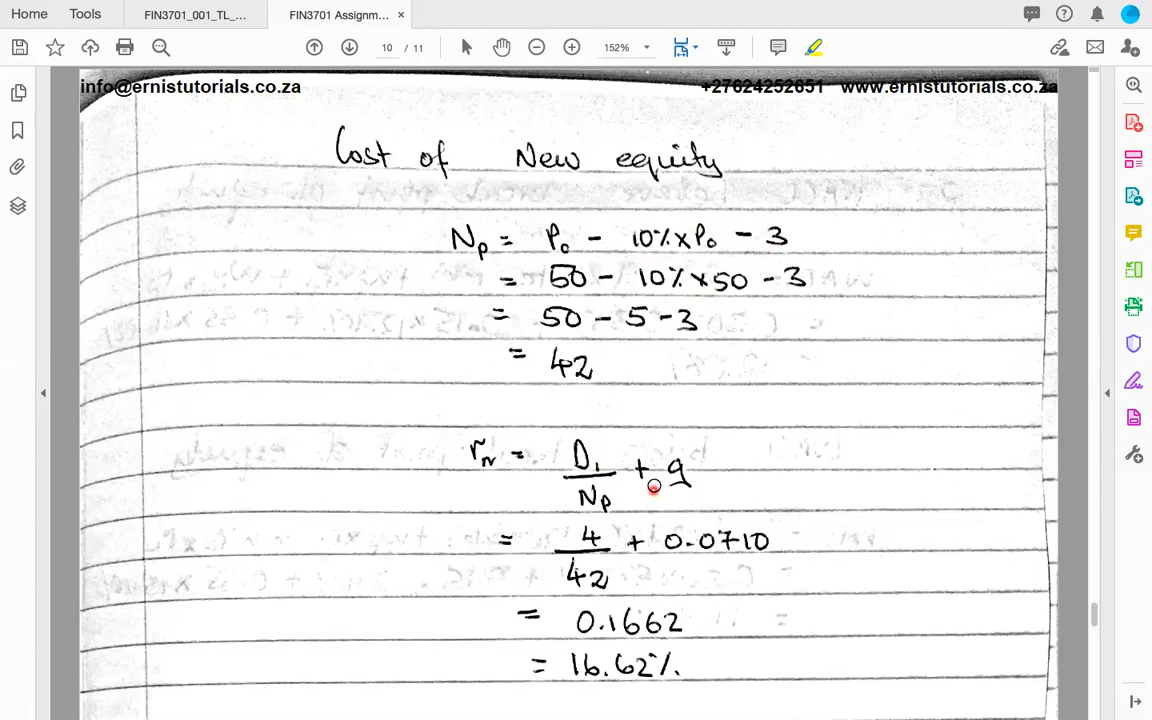 Home Tools FIN3701_001_TL_... FIN3701 Assignm... ×
10 / 11 152%
info@ernistutorials.co.za +27624252651 www.ernistutorials.co.za
Cost of New equity
Np = P₀ - 10% x P₀ - 3
= 50 - 10% x 50 - 3
= 50 - 5 - 3
= 42
rₙ = D₁/Np + g
= 4/42 + 0.0710
= 0.1662
= 16.62%